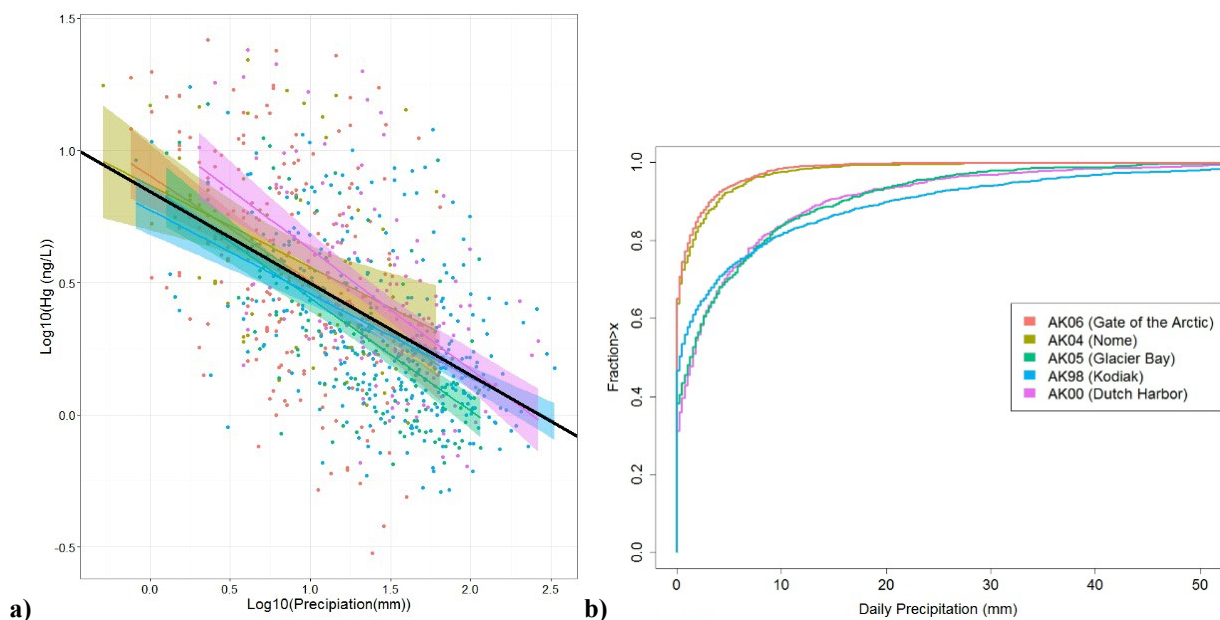 1.5
1.0
0.5
0.0
-0.5
Log10(Hg (ng/L))
0.0
0.5
1.0
1.5
2.0
2.5
Log10(Precipiation(mm))
a)
1.0
0.8
0.6
0.4
0.2
0.0
Fraction>x
AK06 (Gate of the Arctic)
AK04 (Nome)
AK05 (Glacier Bay)
AK98 (Kodiak)
AK00 (Dutch Harbor)
0
10
20
30
40
50
Daily Precipitation (mm)
b)